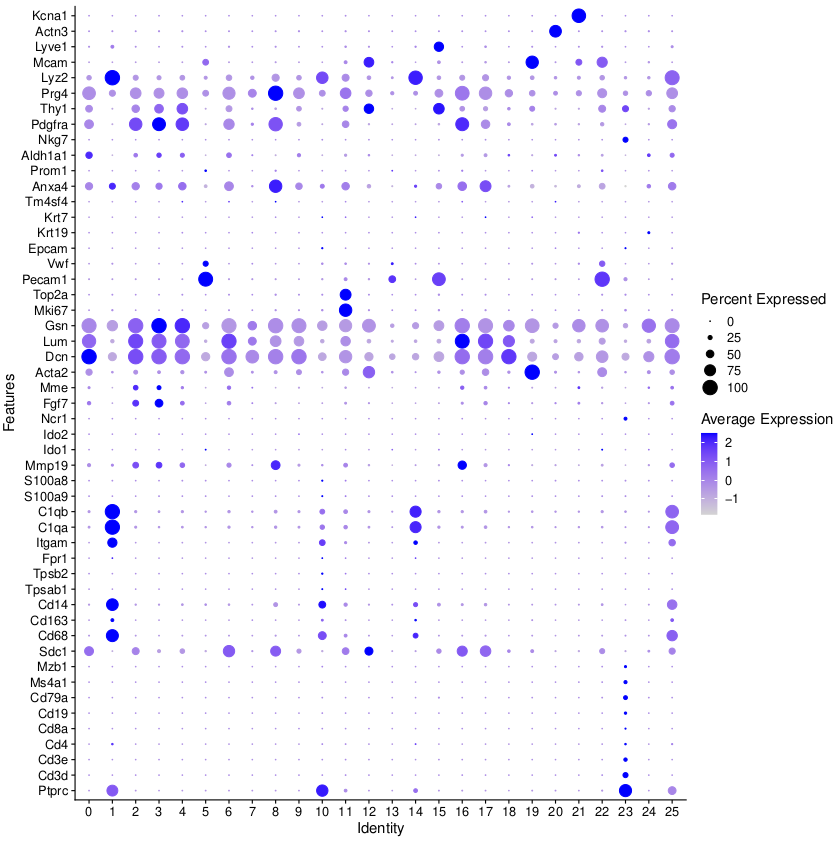 Kcna1
Actn3
Lyve1
Mcam
Lyz2
Prg4
Thy1
Pdgfra
Nkg7
Aldh1a1
Prom1
Anxa4
Tm4sf4
Krt7
Krt19
Epcam
Vwf
Pecam1
Top2a
Mki67
Gsn
Lum
Dcn
Acta2
Mme
Fgf7
Ncr1
Ido2
Ido1
Mmp19
S100a8
S100a9
C1qb
C1qa
Itgam
Fpr1
Tpsb2
Tpsab1
Cd14
Cd163
Cd68
Sdc1
Mzb1
Ms4a1
Cd79a
Cd19
Cd8a
Cd4
Cd3e
Cd3d
Ptprc
Features
0 1 2 3 4 5 6 7 8 9 10 11 12 13 14 15 16 17 18 19 20 21 22 23 24 25
Identity
Percent Expressed
0
25
50
75
100
Average Expression
2
1
0
−1